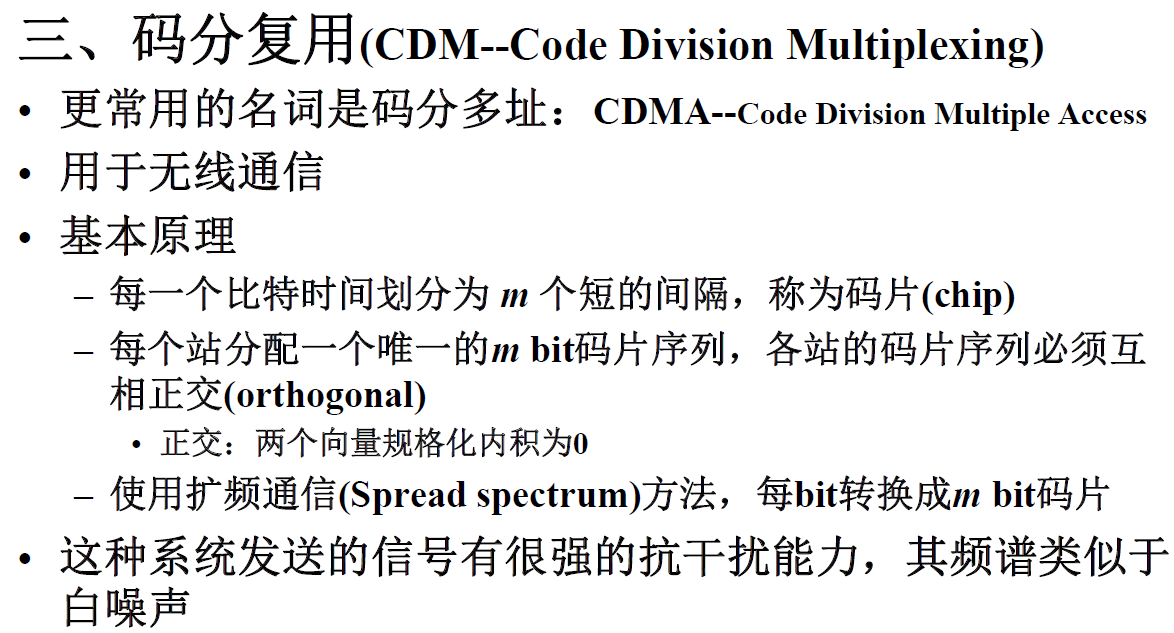 三、码分复用(CDM--Code Division Multiplexing)
• 更常用的名词是码分多址：CDMA--Code Division Multiple Access
• 用于无线通信
• 基本原理
– 每一个比特时间划分为 m 个短的间隔，称为码片(chip)
– 每个站分配一个唯一的m bit码片序列，各站的码片序列必须互
相正交(orthogonal)
• 正交：两个向量规格化内积为0
– 使用扩频通信(Spread spectrum)方法，每bit转换成m bit码片
• 这种系统发送的信号有很强的抗干扰能力，其频谱类似于
白噪声